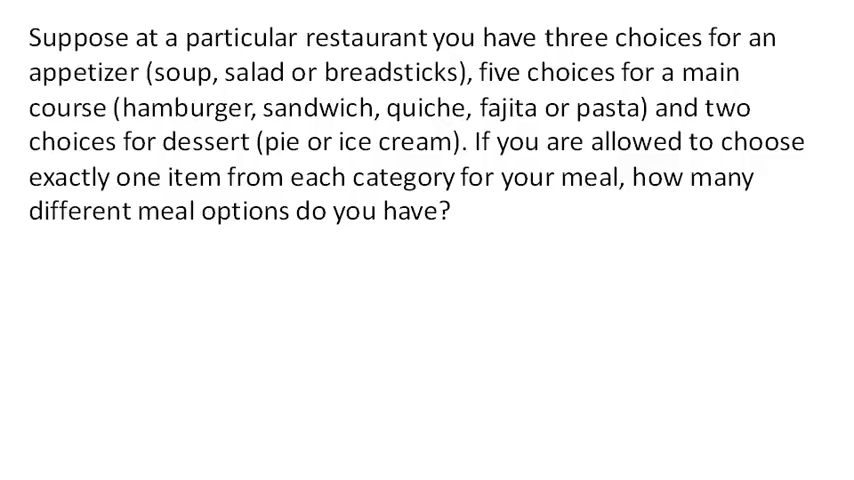 Suppose at a particular restaurant you have three choices for an
appetizer (soup, salad or breadsticks), five choices for a main
course (hamburger, sandwich, quiche, fajita or pasta) and two
choices for dessert (pie or ice cream). If you are allowed to choose
exactly one item from each category for your meal, how many
different meal options do you have?